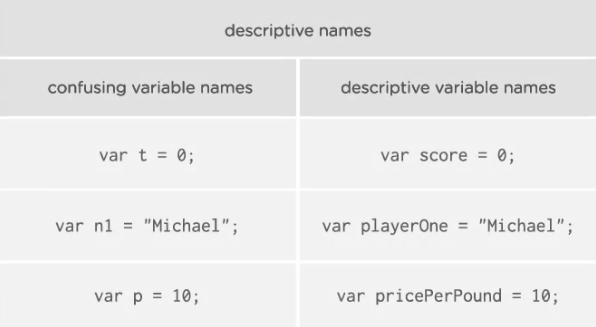 descriptive names
confusing variable names
descriptive variable names
var t = 0;
var score = 0;
var n1 = "Michael";
var playerOne = "Michael";
var p = 10;
var pricePerPound = 10;